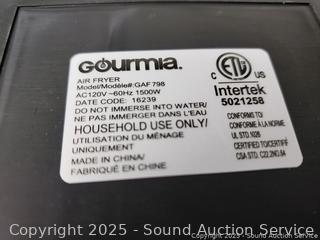 Gourmia.
AIR FRYER
Model/Modèle#:GAF798
AC120V ~60Hz 1500W
DATE CODE: 16239
DO NOT IMMERSE INTO WATER/
NE PAS IMMERGER DANS L'EAU
HOUSEHOLD USE ONLY/
UTILISATION DU MÉNAGE
UNIQUEMENT
MADE IN CHINA/
FABRIQUÉ EN CHINE
C ETL US
Intertek
5021258
CONFORMS TO/
CONFORME À LA NORME
UL STD.1026
CERTIFIED TO/CERTIFIÉ
CSA STD. C22.2NO.64
Copyright 2025 - Sound Auction Service - C